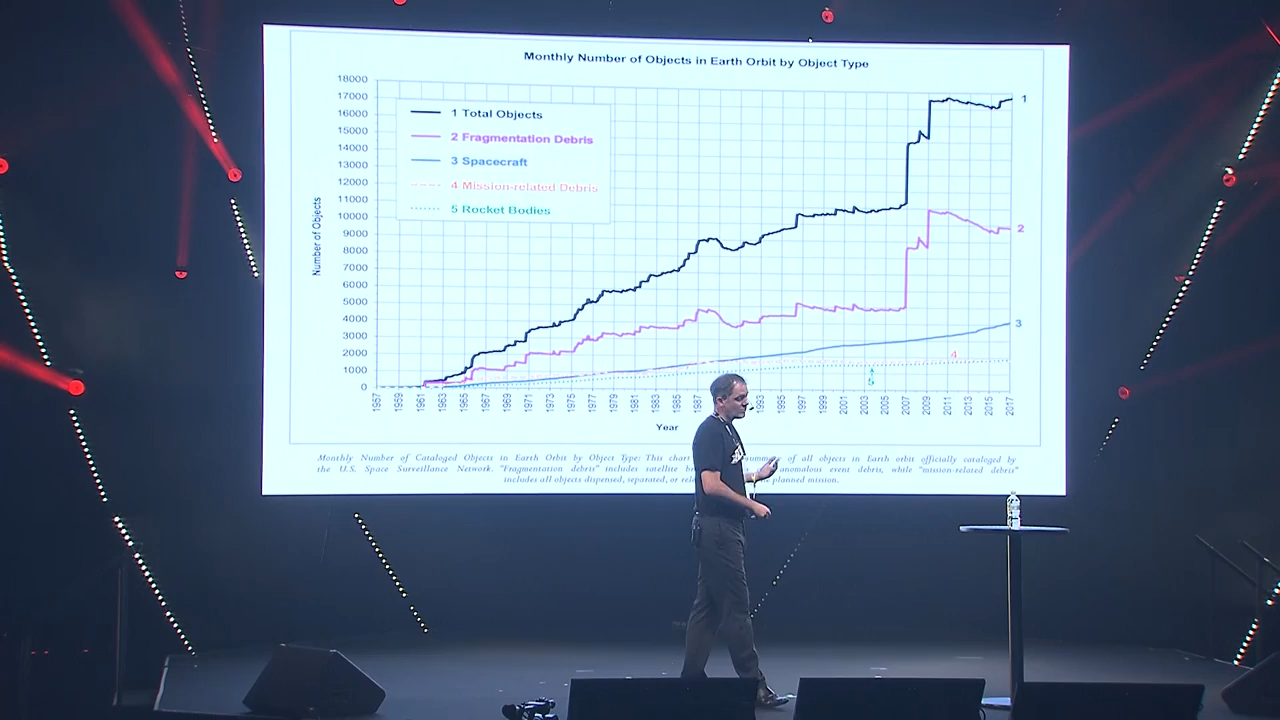 Monthly Number of Objects in Earth Orbit by Object Type
18000
17000
16000
15000
14000
13000
12000
11000
10000
9000
8000
7000
6000
5000
4000
3000
2000
1000
0
Number of Objects
1 Total Objects
2 Fragmentation Debris
3 Spacecraft
4 Mission-related Debris
5 Rocket Bodies
1
2
3
4
5
1957 1959 1961 1963 1965 1967 1969 1971 1973 1975 1977 1979 1981 1983 1985 1987 1993 1995 1997 1999 2001 2003 2005 2007 2009 2011 2013 2015 2017
Year
Monthly Number of Cataloged Objects in Earth Orbit by Object Type: This chart of all objects in Earth orbit officially cataloged by
the U.S. Space Surveillance Network. "Fragmentation debris" includes satellite anomalous event debris, while "mission-related debris"
includes all objects dispensed, separated, or planned mission.